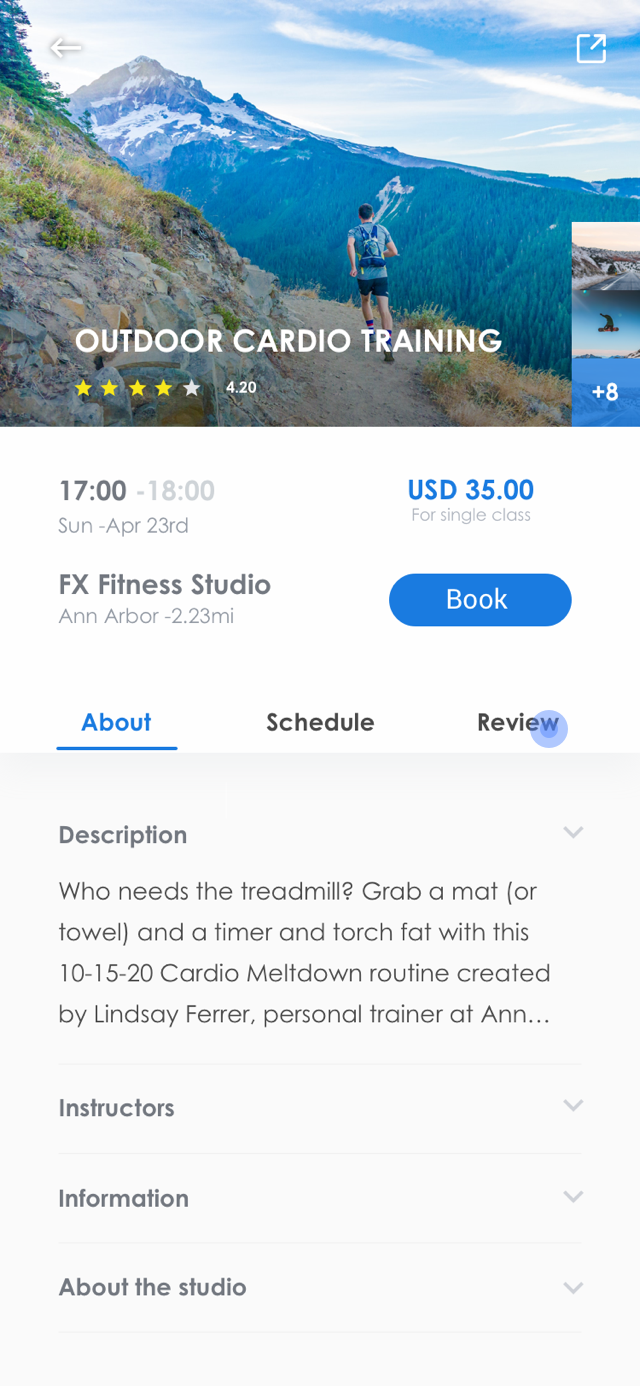 OUTDOOR CARDIO TRAINING
4.20
+8
17:00 -18:00
USD 35.00
Sun -Apr 23rd
For single class
FX Fitness Studio
Ann Arbor -2.23mi
Book
About
Schedule
Review
Description
Who needs the treadmill? Grab a mat (or
towel) and a timer and torch fat with this
10-15-20 Cardio Meltdown routine created
by Lindsay Ferrer, personal trainer at Ann...
Instructors
Information
About the studio